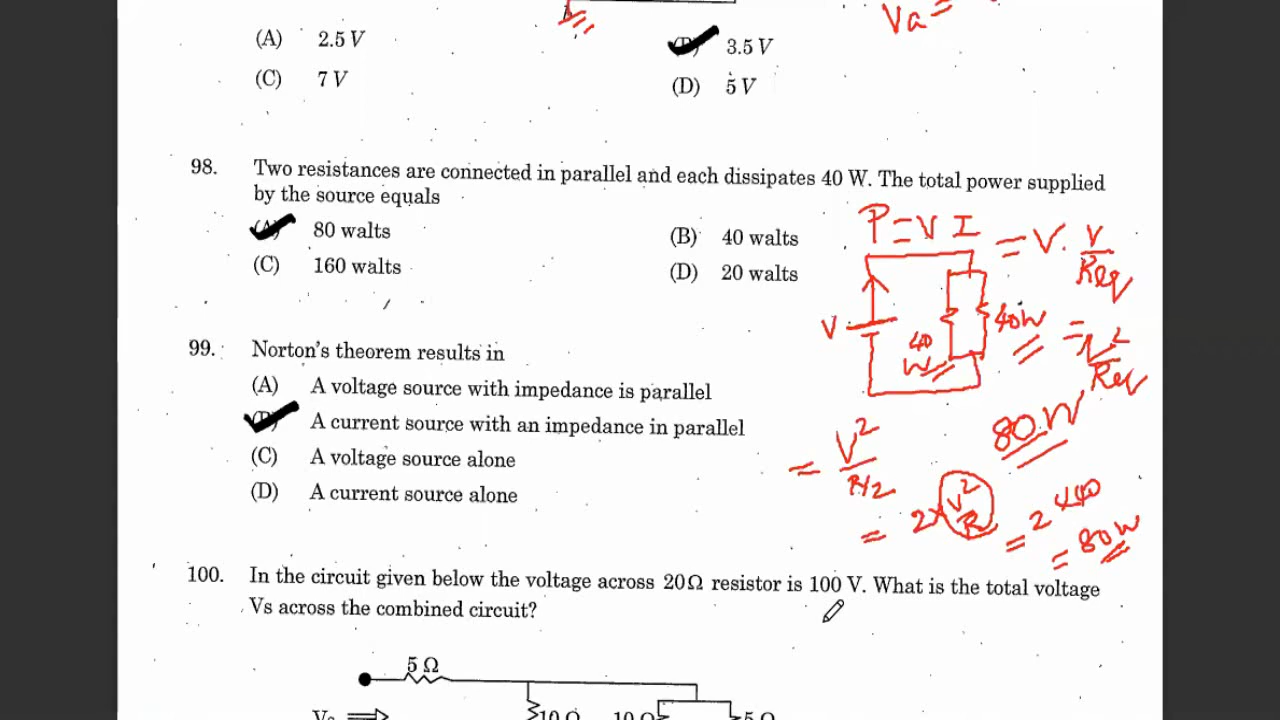 Va =
(A) 2.5 V
3.5 V
(C) 7 V
(D) 5 V
98. Two resistances are connected in parallel and each dissipates 40 W. The total power supplied
by the source equals
80 walts
(B) 40 walts
(C) 160 walts
(D) 20 walts
P = V I = V. V/Req
V
40 W
40W
= V²/Req
80 W
99. Norton's theorem results in
(A) A voltage source with impedance is parallel
A current source with an impedance in parallel
(C) A voltage source alone
(D) A current source alone
= V²/R/2
= 2× V²/R = 2 × 40
= 80 W
100. In the circuit given below the voltage across 20Ω resistor is 100 V. What is the total voltage
Vs across the combined circuit?
5 Ω
Vs
10 Ω
10 Ω
5 Ω